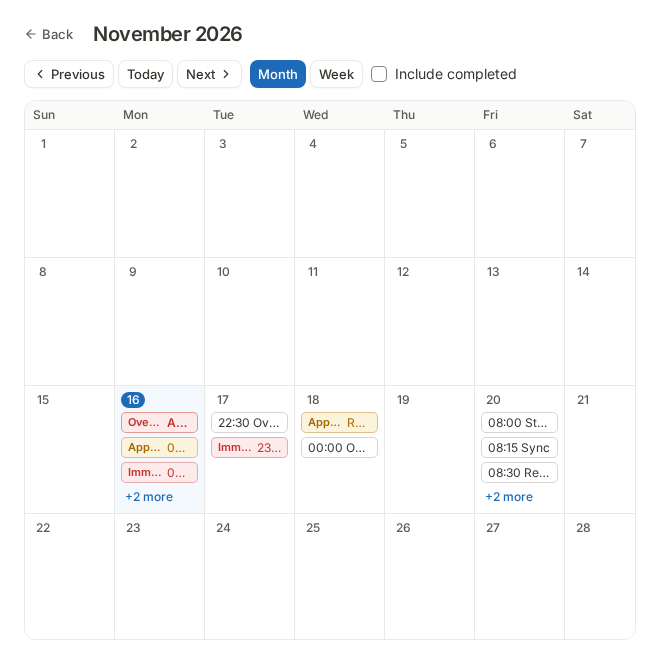 Back November 2026
Previous Today Next Month Week Include completed
Sun Mon Tue Wed Thu Fri Sat
1 2 3 4 5 6 7
8 9 10 11 12 13 14
15 16 17 18 19 20 21
Ove... A... 22:30 Ov... App... R... 08:00 St...
App... 0... Imm... 23... 00:00 O... 08:15 Sync
Imm... 0... 08:30 Re...
+2 more +2 more
22 23 24 25 26 27 28